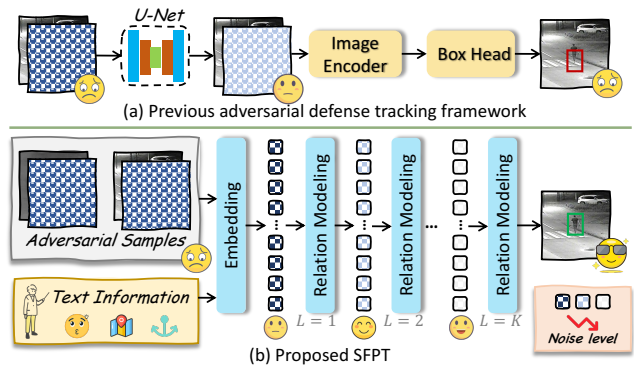 U-Net
Image Encoder
Box Head
(a) Previous adversarial defense tracking framework
Adversarial Samples
Text Information
Embedding
Relation Modeling
L = 1
Relation Modeling
L = 2
Relation Modeling
L = K
Noise level
(b) Proposed SFPT